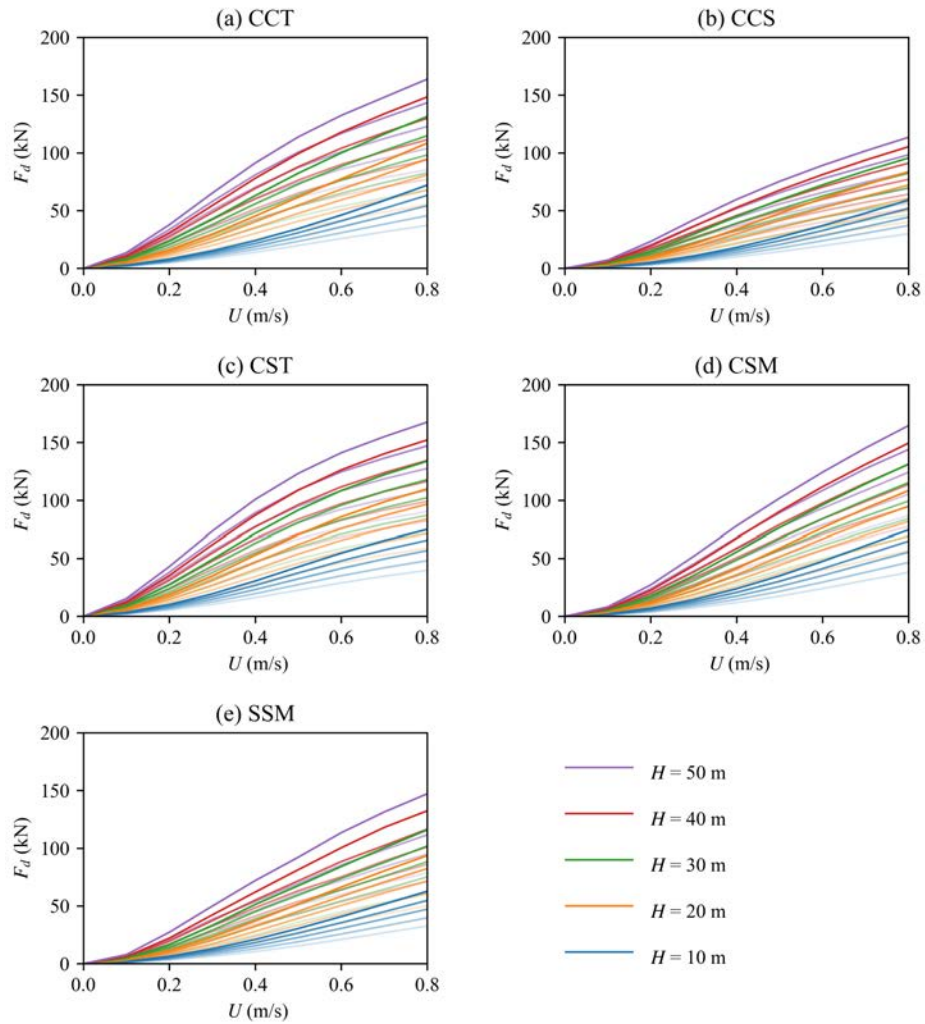 (a) CCT
200
150
100
50
0
F_d (kN)
0.0 0.2 0.4 0.6 0.8
U (m/s)
(b) CCS
200
150
100
50
0
F_d (kN)
0.0 0.2 0.4 0.6 0.8
U (m/s)
(c) CST
200
150
100
50
0
F_d (kN)
0.0 0.2 0.4 0.6 0.8
U (m/s)
(d) CSM
200
150
100
50
0
F_d (kN)
0.0 0.2 0.4 0.6 0.8
U (m/s)
(e) SSM
200
150
100
50
0
F_d (kN)
0.0 0.2 0.4 0.6 0.8
U (m/s)
H = 50 m
H = 40 m
H = 30 m
H = 20 m
H = 10 m